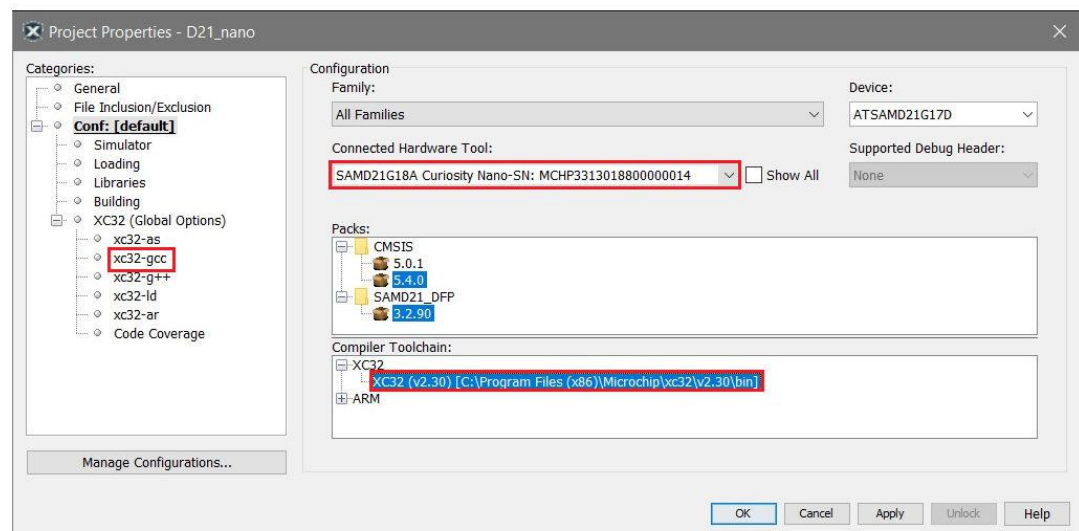 Project Properties - D21_nano
Categories:
General
File Inclusion/Exclusion
Conf: [default]
Simulator
Loading
Libraries
Building
XC32 (Global Options)
xc32-as
xc32-gcc
xc32-g++
xc32-ld
xc32-ar
Code Coverage
Manage Configurations...
Configuration
Family:
All Families
Device:
ATSAMD21G17D
Connected Hardware Tool:
SAMD21G18A Curiosity Nano-SN: MCHP3313018800000014
Show All
Supported Debug Header:
None
Packs:
CMSIS
5.0.1
5.4.0
SAMD21_DFP
3.2.90
Compiler Toolchain:
XC32
XC32 (v2.30) [C:\Program Files (x86)\Microchip\xc32\v2.30\bin]
ARM
OK Cancel Apply Unlock Help